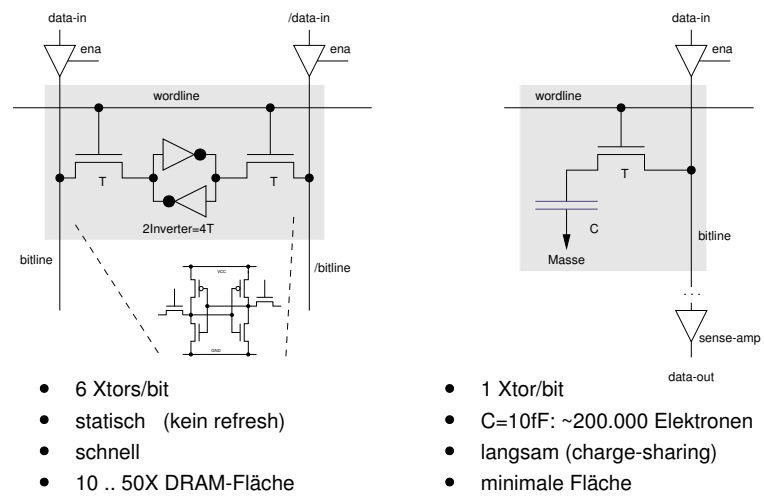 data-in
/data-in
ena
ena
wordline
T
T
2Inverter=4T
bitline
/bitline
VCC
GND
6 Xtors/bit
statisch (kein refresh)
schnell
10 .. 50X DRAM-Fläche
data-in
ena
wordline
T
C
Masse
bitline
. . .
sense-amp
data-out
1 Xtor/bit
C=10fF: ~200.000 Elektronen
langsam (charge-sharing)
minimale Fläche